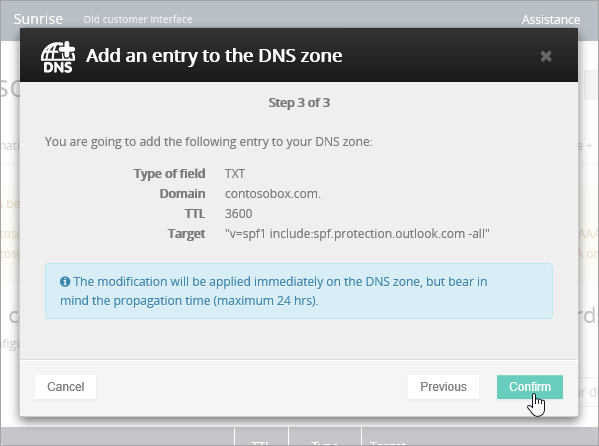 Sunrise Old customer Interface Assistance
DNS Add an entry to the DNS zone
Step 3 of 3
You are going to add the following entry to your DNS zone:
Type of field TXT
Domain contosobox.com.
TTL 3600
Target "v=spf1 include:spf.protection.outlook.com -all"
The modification will be applied immediately on the DNS zone, but bear in
mind the propagation time (maximum 24 hrs).
Cancel Previous Confirm
TTL Type Target